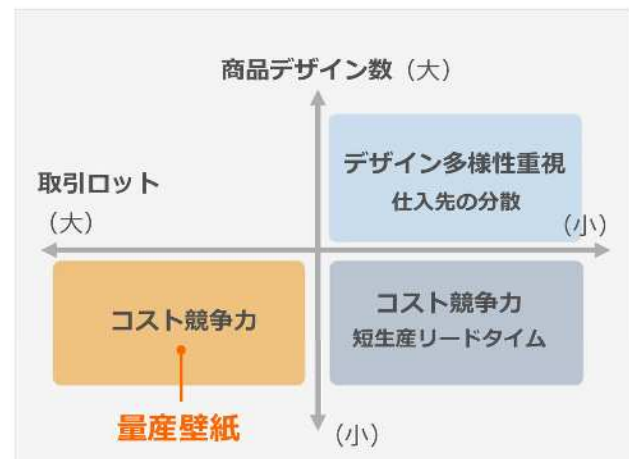 商品デザイン数（大）
デザイン多様性重視
仕入先の分散
取引ロット
（大）
（小）
コスト競争力
コスト競争力
短生産リードタイム
量産壁紙
（小）